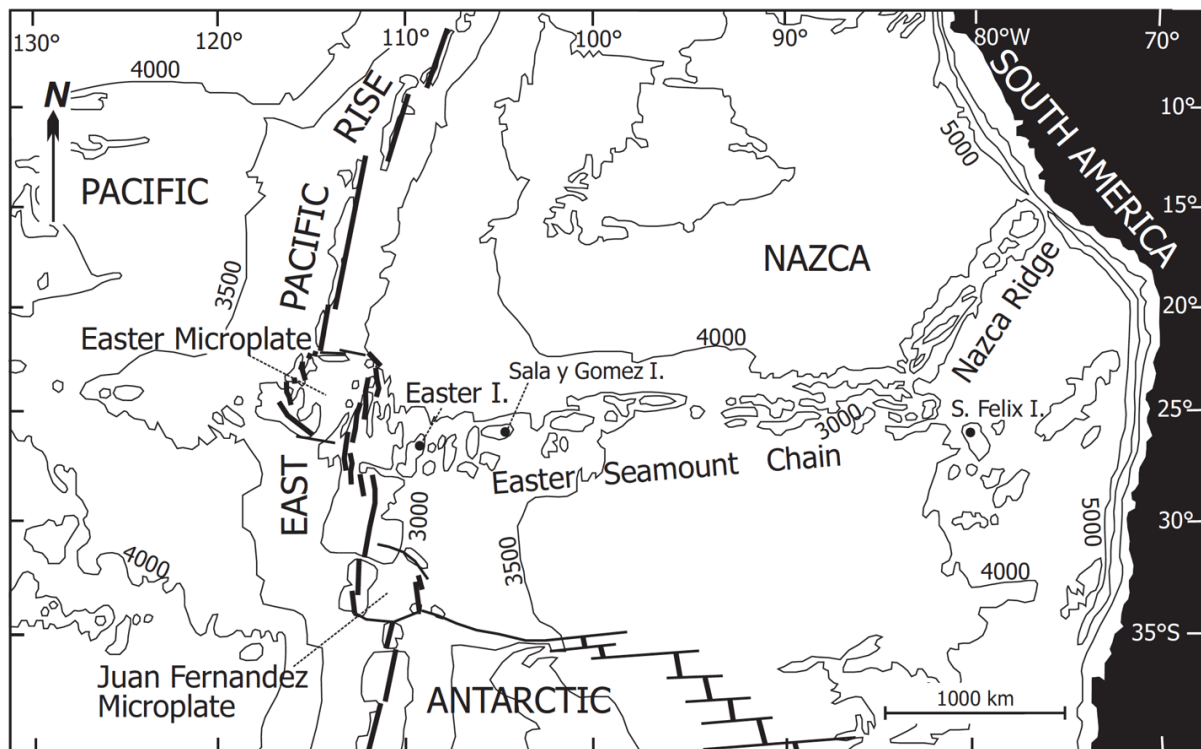 130° 120° 110° 100° 90° 80°W 70°
4000
N
RISE
SOUTH AMERICA
10°
5000
PACIFIC
PACIFIC
15°
NAZCA
3500
Nazca Ridge
20°
Easter Microplate
4000
Sala y Gomez I.
Easter I.
S. Felix I.
25°
3000
Easter Seamount Chain
EAST
3000
5000
30°
3500
4000
4000
35°S
Juan Fernandez
Microplate
ANTARCTIC
1000 km